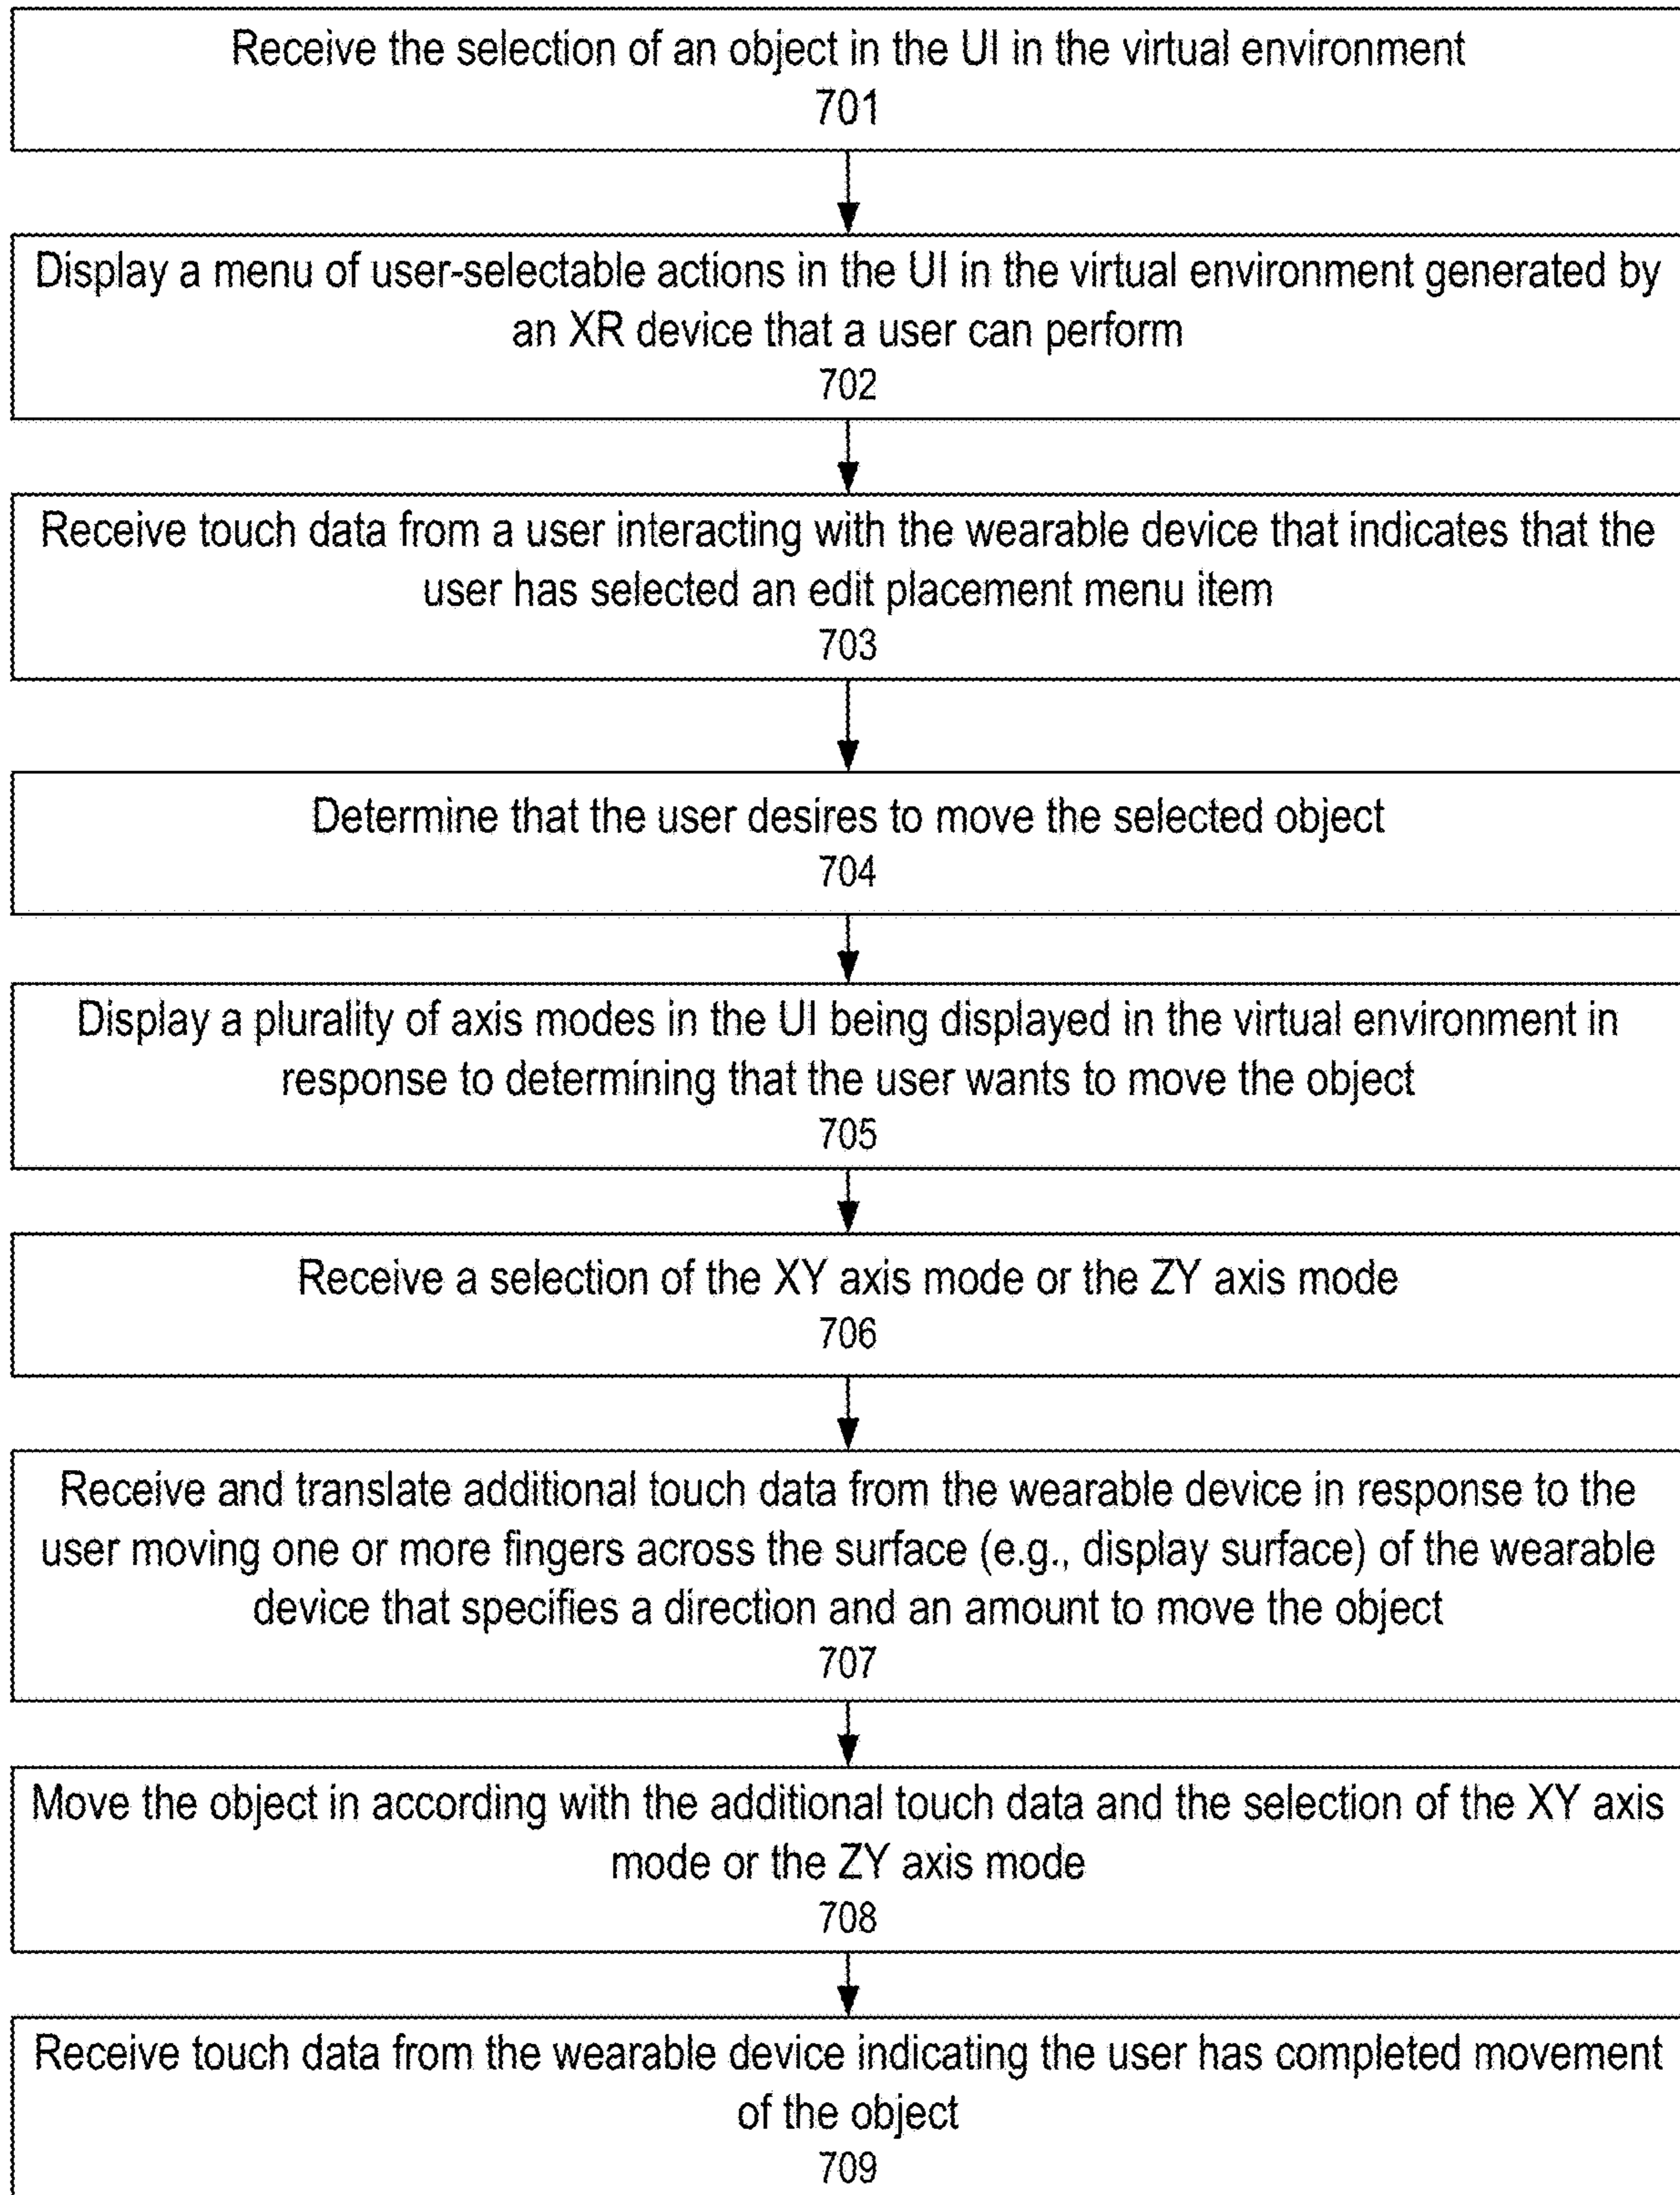 Receive the selection of an object in the UI in the virtual environment
701
Display a menu of user-selectable actions in the UI in the virtual environment generated by
an XR device that a user can perform
702
Receive touch data from a user interacting with the wearable device that indicates that the
user has selected an edit placement menu item
703
Determine that the user desires to move the selected object
704
Display a plurality of axis modes in the UI being displayed in the virtual environment in
response to determining that the user wants to move the object
705
Receive a selection of the XY axis mode or the ZY axis mode
706
Receive and translate additional touch data from the wearable device in response to the
user moving one or more fingers across the surface (e.g., display surface) of the wearable
device that specifies a direction and an amount to move the object
707
Move the object in according with the additional touch data and the selection of the XY axis
mode or the ZY axis mode
708
Receive touch data from the wearable device indicating the user has completed movement
of the object
709